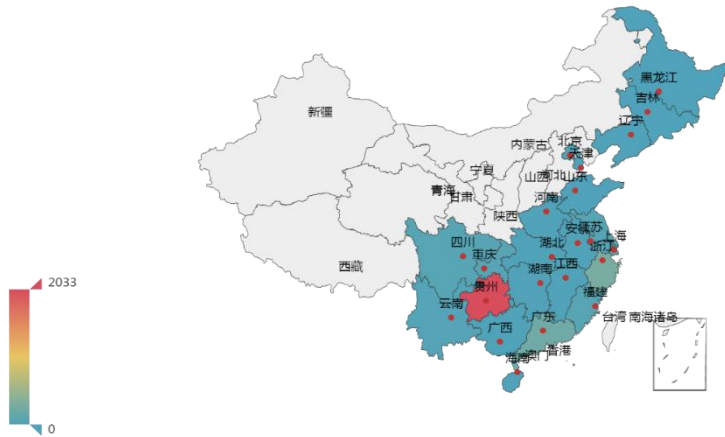 黑龙江
吉林
辽宁
新疆
内蒙古
北京
天津
宁夏
山西
河北
山东
青海
甘肃
河南
陕西
四川
湖北
安徽
江苏
上海
浙江
西藏
重庆
湖南
江西
贵州
2033
福建
云南
广西
广东
台湾
南海诸岛
海南
澳门
香港
0